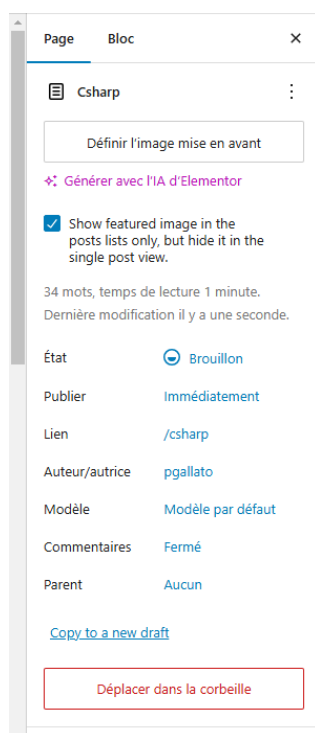 Page Bloc
Csharp
Définir l'image mise en avant
Générer avec l'IA d'Elementor
Show featured image in the
posts lists only, but hide it in the
single post view.
34 mots, temps de lecture 1 minute.
Dernière modification il y a une seconde.
État Brouillon
Publier Immédiatement
Lien /csharp
Auteur/autrice pgallato
Modèle Modèle par défaut
Commentaires Fermé
Parent Aucun
Copy to a new draft
Déplacer dans la corbeille